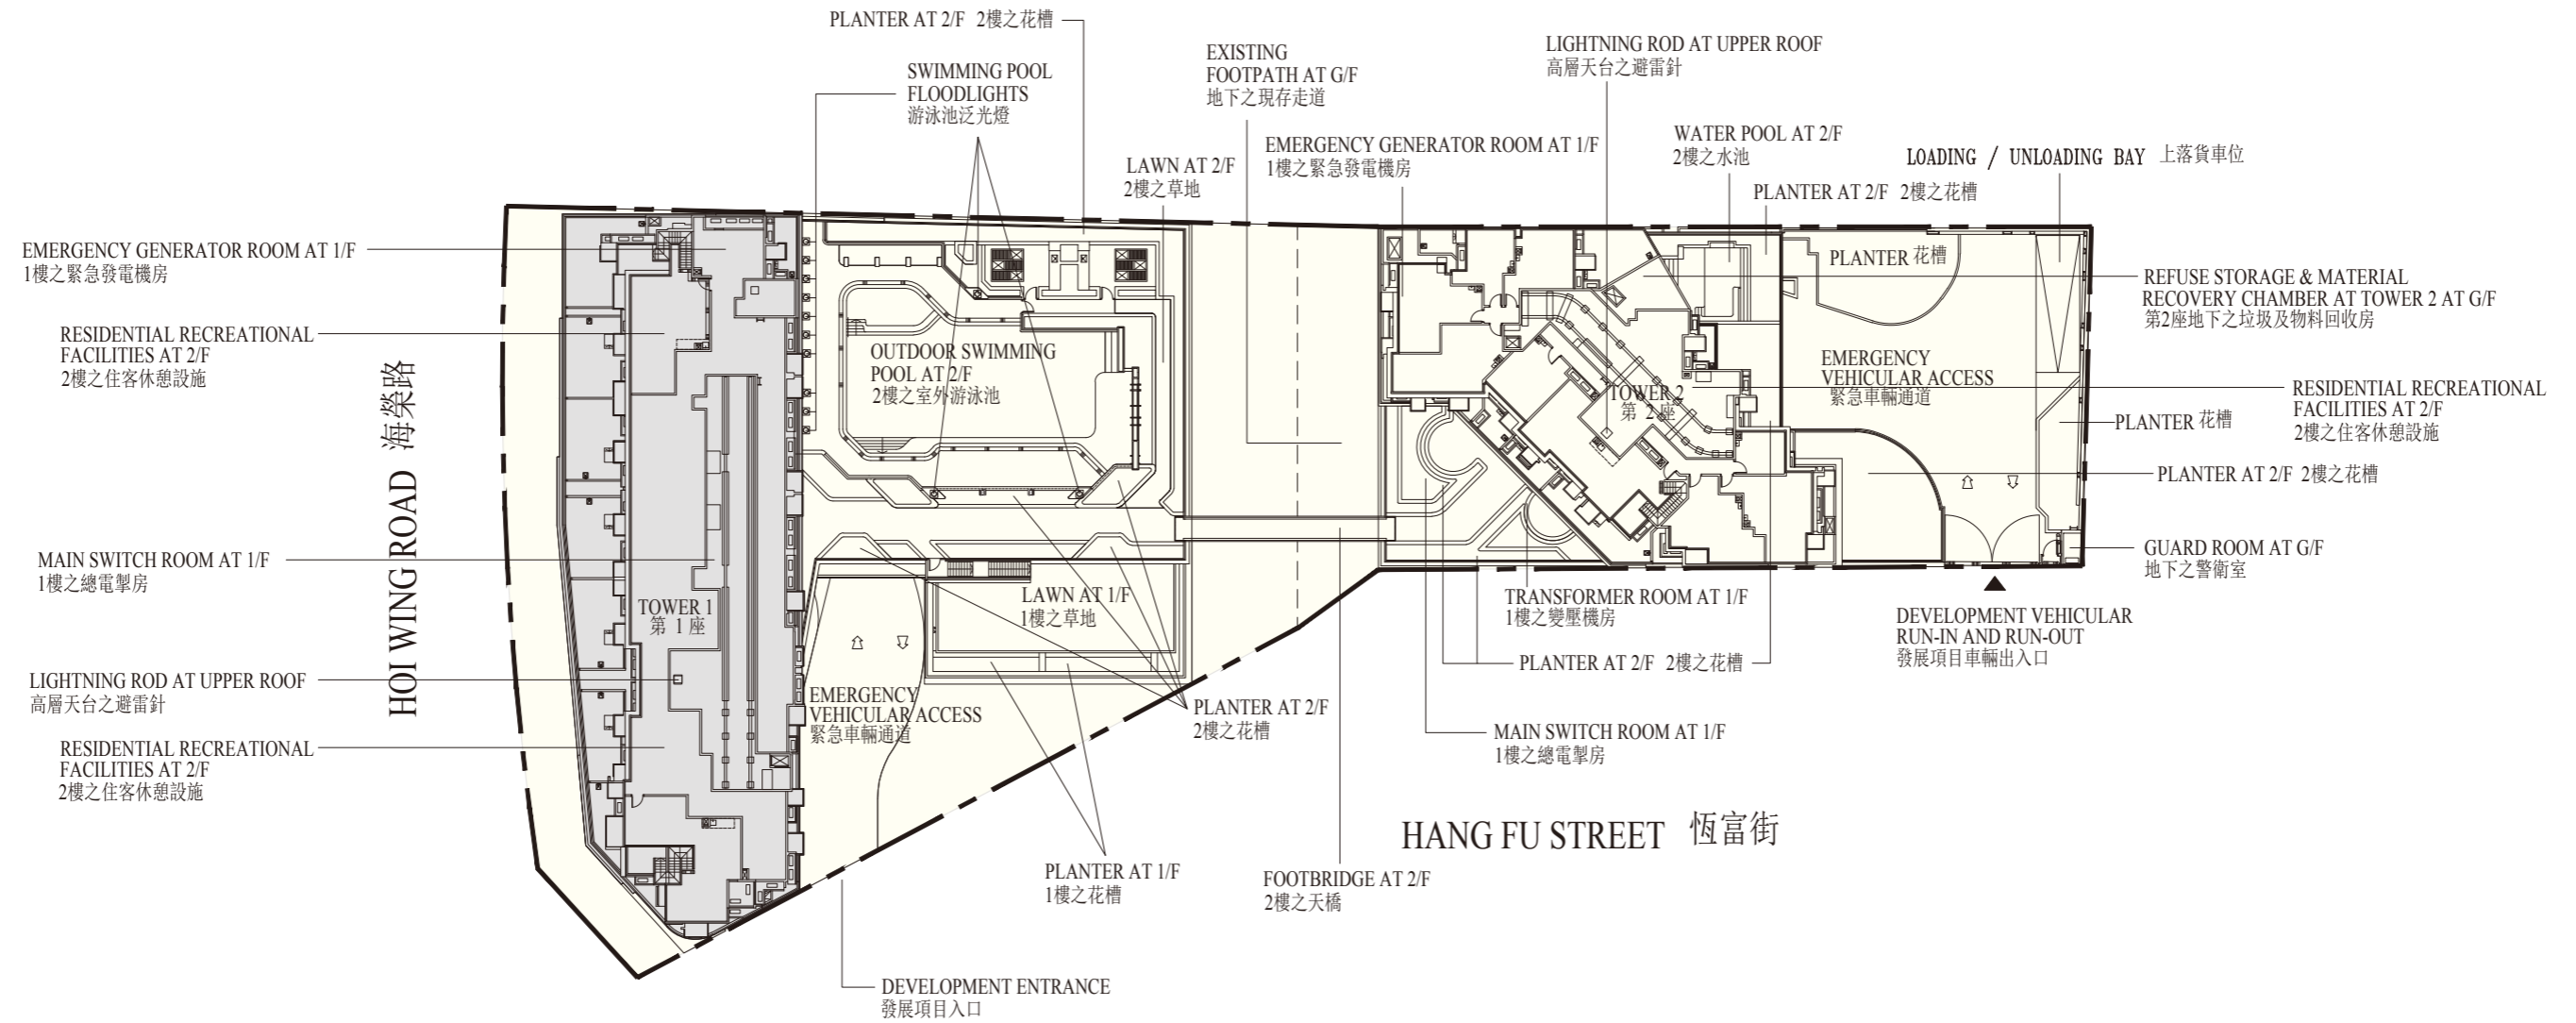 PLANTER AT 2/F 2樓之花槽
SWIMMING POOL
FLOODLIGHTS
游泳池泛光燈
EXISTING
FOOTPATH AT G/F
地下之現存走道
LIGHTNING ROD AT UPPER ROOF
高層天台之避雷針
LAWN AT 2/F
2樓之草地
EMERGENCY GENERATOR ROOM AT 1/F
1樓之緊急發電機房
WATER POOL AT 2/F
2樓之水池
LOADING / UNLOADING BAY 上落貨車位
PLANTER AT 2/F 2樓之花槽
EMERGENCY GENERATOR ROOM AT 1/F
1樓之緊急發電機房
RESIDENTIAL RECREATIONAL
FACILITIES AT 2/F
2樓之住客休憩設施
HOI WING ROAD 海榮路
MAIN SWITCH ROOM AT 1/F
1樓之總電掣房
LIGHTNING ROD AT UPPER ROOF
高層天台之避雷針
RESIDENTIAL RECREATIONAL
FACILITIES AT 2/F
2樓之住客休憩設施
TOWER 1
第 1 座
OUTDOOR SWIMMING
POOL AT 2/F
2樓之室外游泳池
LAWN AT 1/F
1樓之草地
EMERGENCY
VEHICULAR ACCESS
緊急車輛通道
PLANTER AT 2/F
2樓之花槽
PLANTER AT 1/F
1樓之花槽
DEVELOPMENT ENTRANCE
發展項目入口
FOOTBRIDGE AT 2/F
2樓之天橋
TOWER 2
第 2 座
PLANTER 花槽
EMERGENCY
VEHICULAR ACCESS
緊急車輛通道
REFUSE STORAGE & MATERIAL
RECOVERY CHAMBER AT TOWER 2 AT G/F
第2座地下之垃圾及物料回收房
RESIDENTIAL RECREATIONAL
FACILITIES AT 2/F
2樓之住客休憩設施
PLANTER 花槽
PLANTER AT 2/F 2樓之花槽
GUARD ROOM AT G/F
地下之警衛室
TRANSFORMER ROOM AT 1/F
1樓之變壓機房
DEVELOPMENT VEHICULAR
RUN-IN AND RUN-OUT
發展項目車輛出入口
PLANTER AT 2/F 2樓之花槽
MAIN SWITCH ROOM AT 1/F
1樓之總電掣房
HANG FU STREET 恆富街